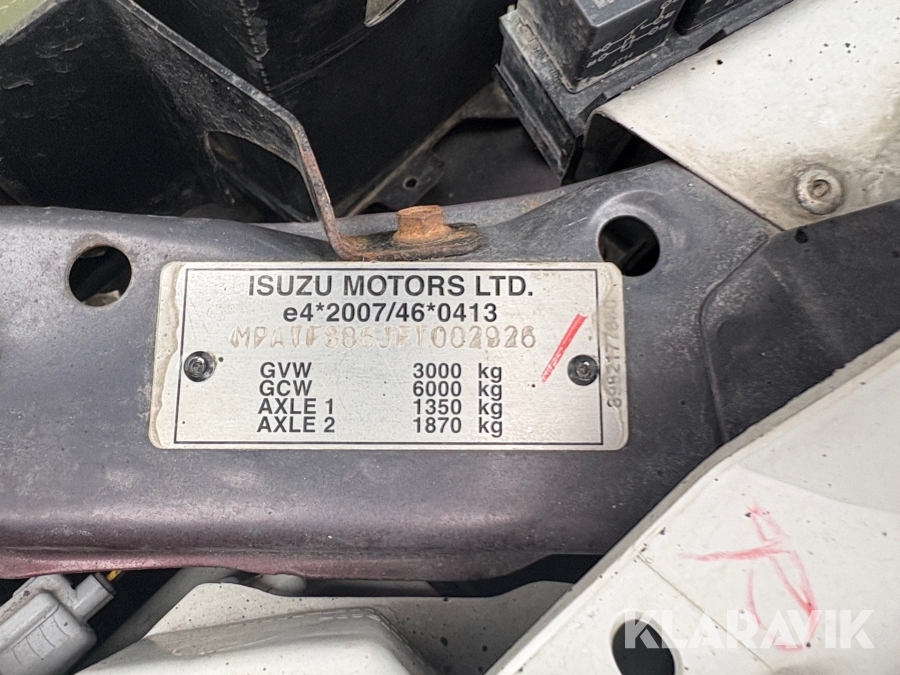 ISUZU MOTORS LTD.
e4*2007/46*0413
MPATFS85JFT002926
GVW 3000 kg
GCW 6000 kg
AXLE 1 1350 kg
AXLE 2 1870 kg
KLARAVIK